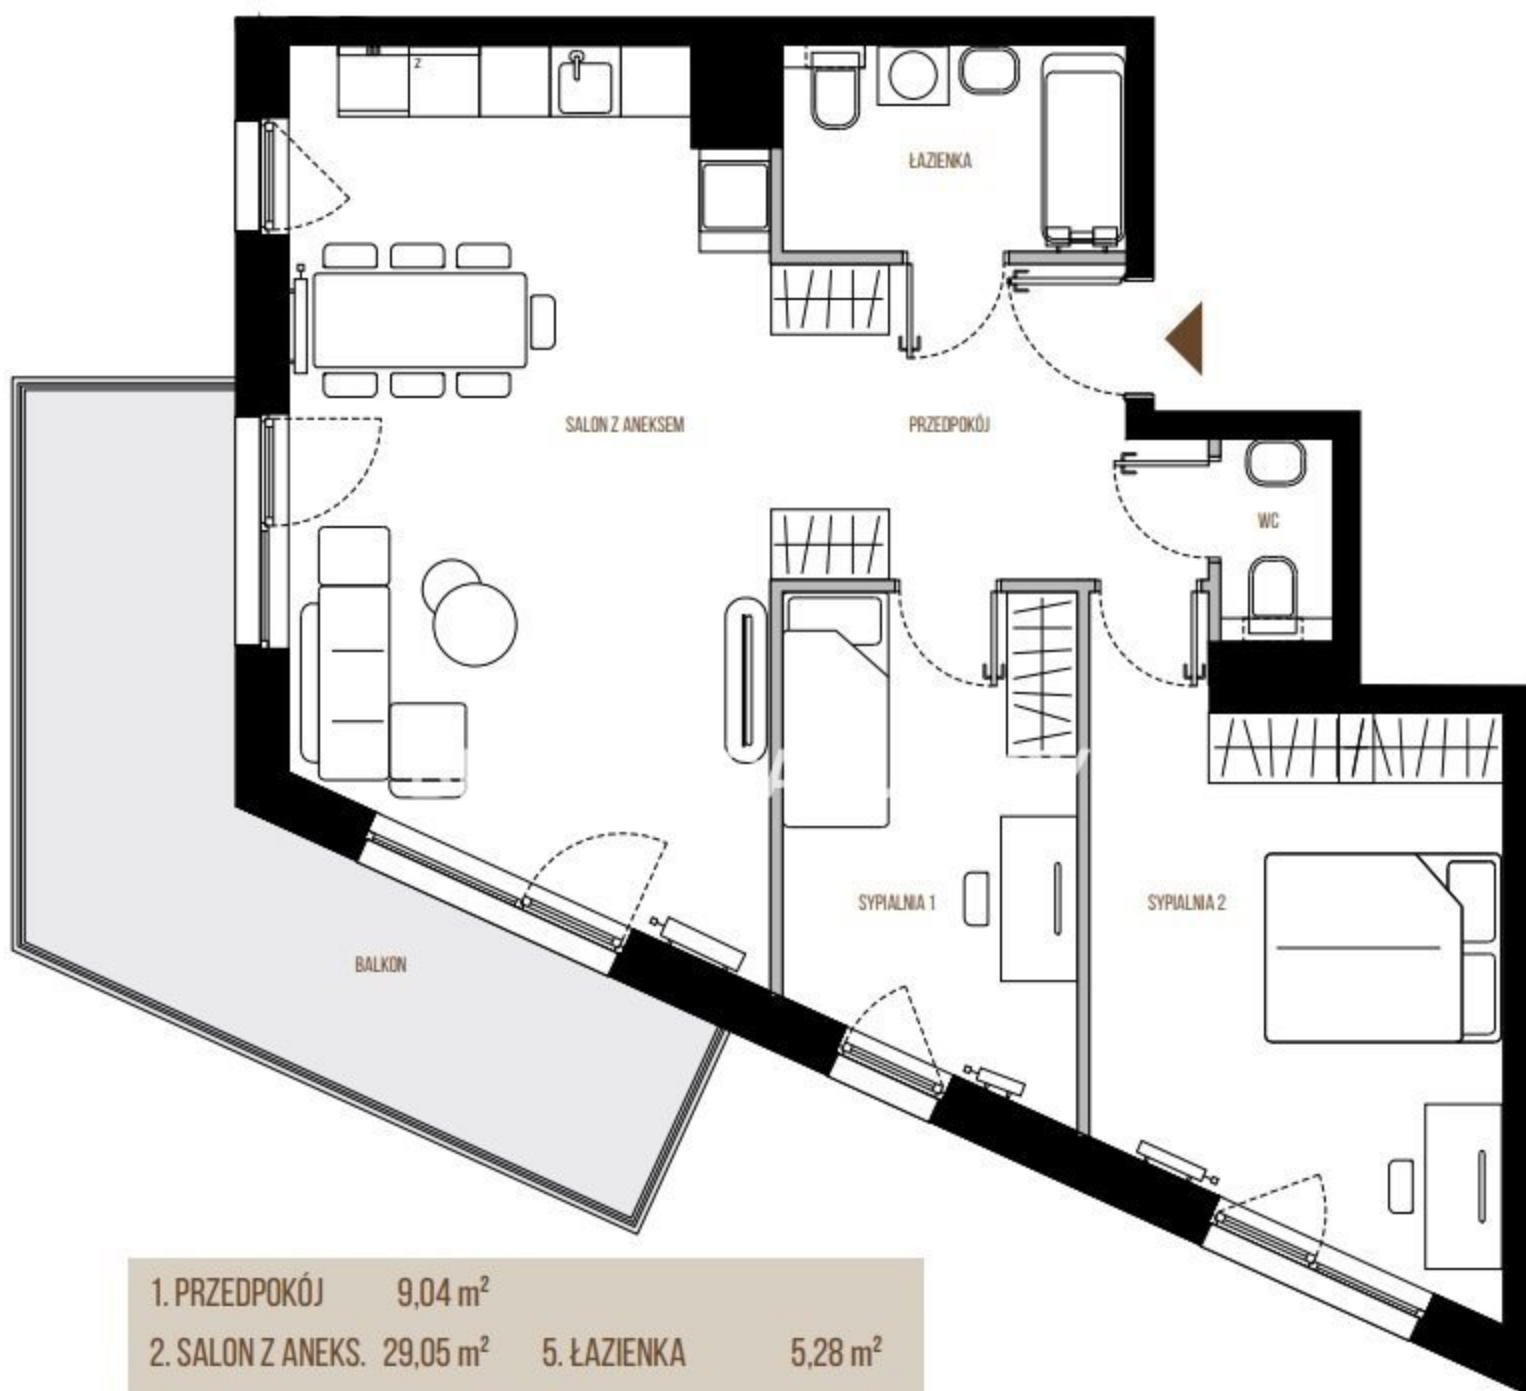 Z
ŁAZIENKA
SALON Z ANEKSEM
PRZEDPOKÓJ
WC
SYPIALNIA 1
SYPIALNIA 2
BALKON
1. PRZEDPOKÓJ 9,04 m²
2. SALON Z ANEKS. 29,05 m² 5. ŁAZIENKA 5,28 m²